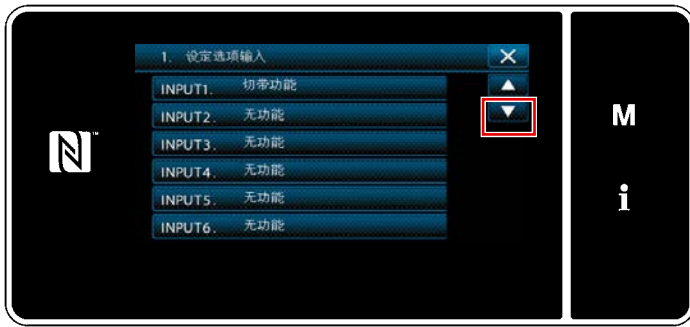 1. 设定选项输入
INPUT1. 切带功能
INPUT2. 无功能
INPUT3. 无功能
INPUT4. 无功能
INPUT5. 无功能
INPUT6. 无功能
M
i